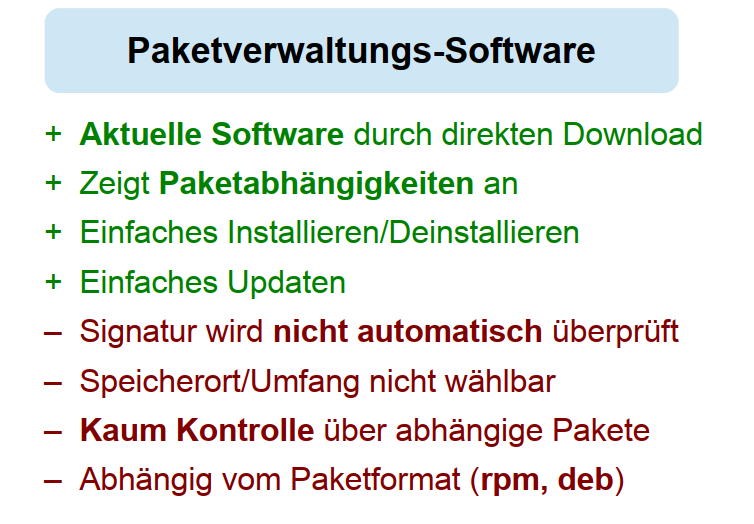 Paketverwaltungs-Software
+ Aktuelle Software durch direkten Download
+ Zeigt Paketabhängigkeiten an
+ Einfaches Installieren/Deinstallieren
+ Einfaches Updaten
– Signatur wird nicht automatisch überprüft
– Speicherort/Umfang nicht wählbar
– Kaum Kontrolle über abhängige Pakete
– Abhängig vom Paketformat (rpm, deb)